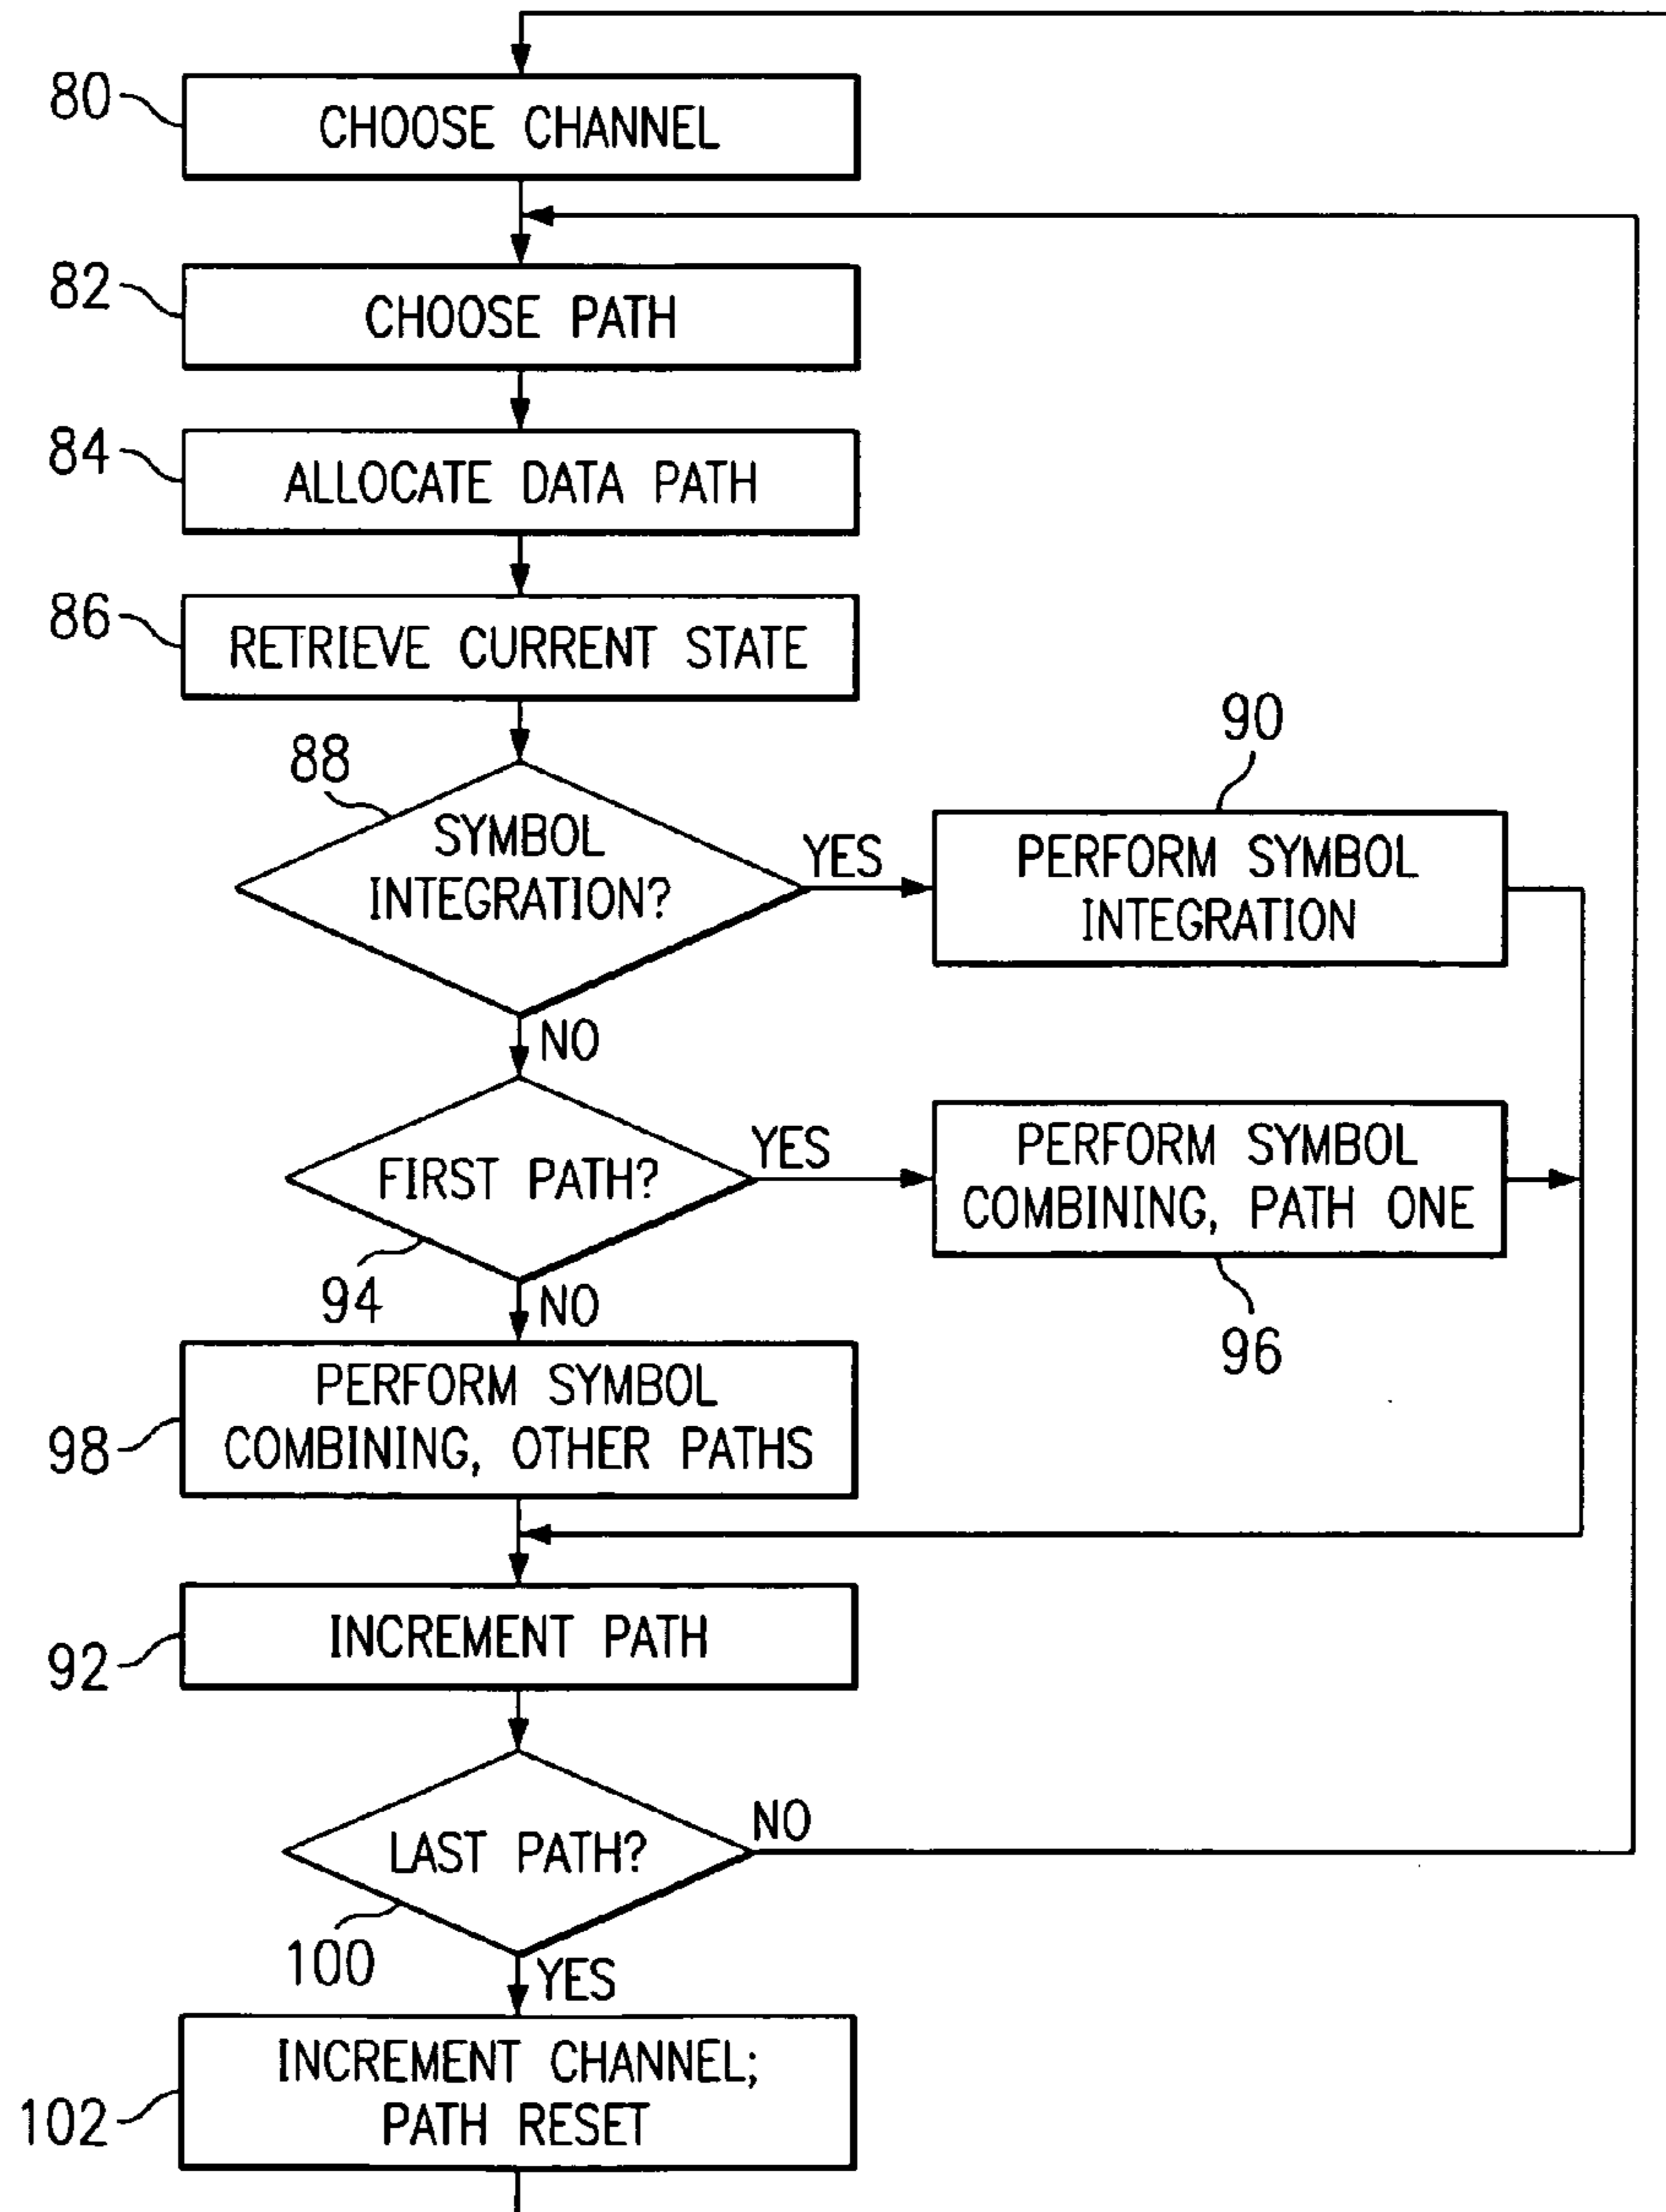 80
CHOOSE CHANNEL
82
CHOOSE PATH
84
ALLOCATE DATA PATH
86
RETRIEVE CURRENT STATE
88
SYMBOL
INTEGRATION?
YES
90
PERFORM SYMBOL
INTEGRATION
NO
FIRST PATH?
94
YES
PERFORM SYMBOL
COMBINING, PATH ONE
96
NO
98
PERFORM SYMBOL
COMBINING, OTHER PATHS
92
INCREMENT PATH
LAST PATH?
100
NO
YES
102
INCREMENT CHANNEL;
PATH RESET